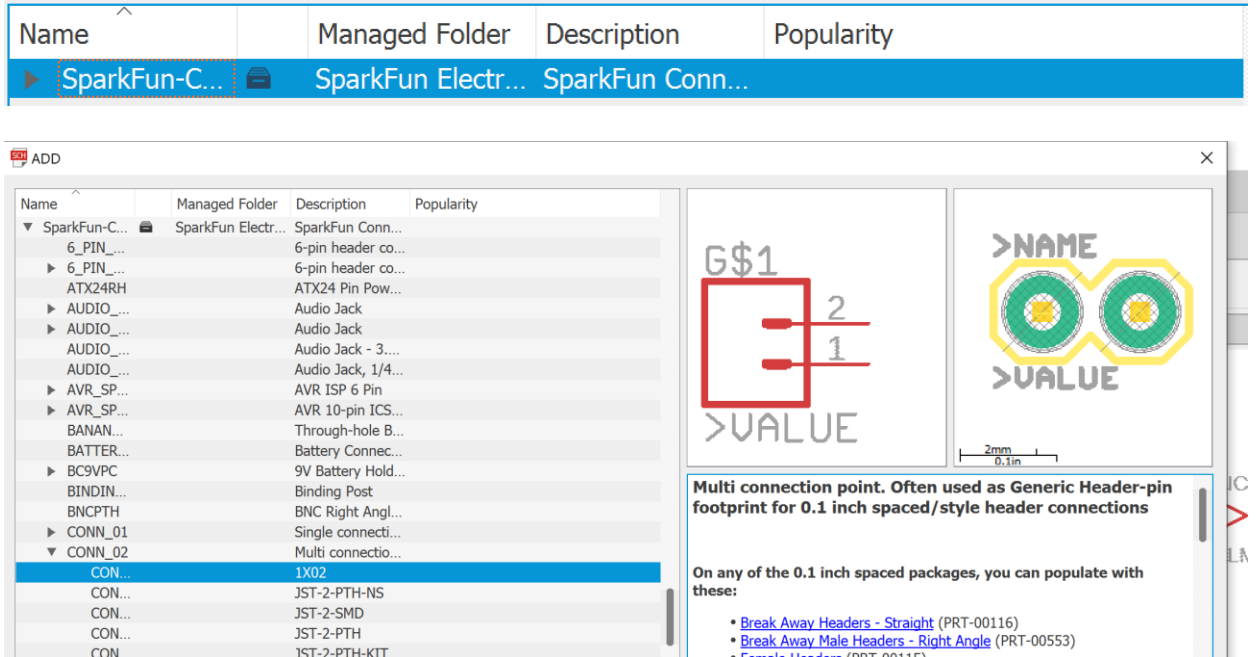 Name Managed Folder Description Popularity
SparkFun-C... SparkFun Electr... SparkFun Conn...
SCH ADD
Name Managed Folder Description Popularity
SparkFun-C... SparkFun Electr... SparkFun Conn...
6_PIN_... 6-pin header co...
6_PIN_... 6-pin header co...
ATX24RH ATX24 Pin Pow...
AUDIO_... Audio Jack
AUDIO_... Audio Jack
AUDIO_... Audio Jack - 3....
AUDIO_... Audio Jack, 1/4...
AVR_SP... AVR ISP 6 Pin
AVR_SP... AVR 10-pin ICS...
BANAN... Through-hole B...
BATTER... Battery Connec...
BC9VPC 9V Battery Hold...
BINDIN... Binding Post
BNCPTH BNC Right Angl...
CONN_01 Single connecti...
CONN_02 Multi connectio...
CON... 1X02
CON... JST-2-PTH-NS
CON... JST-2-SMD
CON... JST-2-PTH
CON... JST-2-PTH-KIT
G$1
2
1
>VALUE
>NAME
>VALUE
2mm
0.1in
Multi connection point. Often used as Generic Header-pin
footprint for 0.1 inch spaced/style header connections
On any of the 0.1 inch spaced packages, you can populate with
these:
• Break Away Headers - Straight (PRT-00116)
• Break Away Male Headers - Right Angle (PRT-00553)
• Female Headers (PRT-00115)